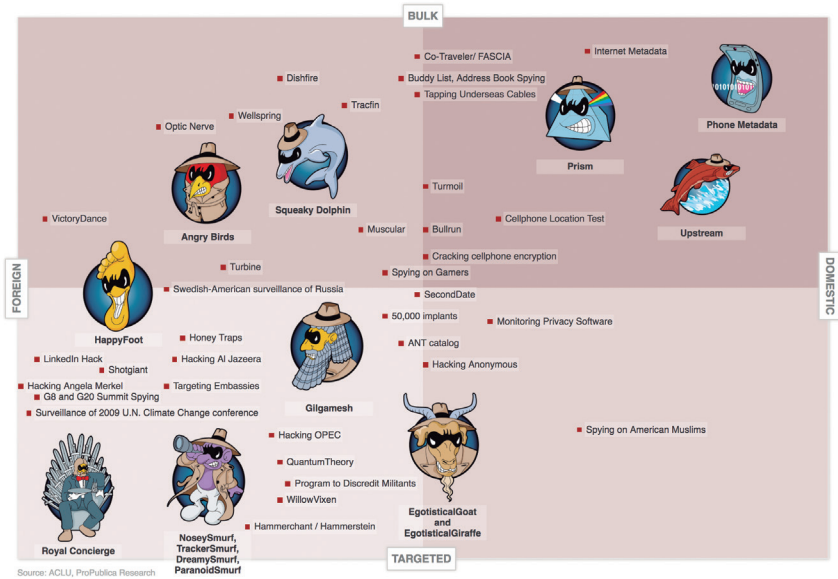 BULK
Co-Traveler/ FASCIA
Internet Metadata
Dishfire
Buddy List, Address Book Spying
Tapping Underseas Cables
Tracfin
Wellspring
Optic Nerve
101010101010
Phone Metadata
Prism
Turmoil
Squeaky Dolphin
VictoryDance
Cellphone Location Test
Muscular
Bullrun
Upstream
Angry Birds
Cracking cellphone encryption
Turbine
Spying on Gamers
FOREIGN
DOMESTIC
Swedish-American surveillance of Russia
SecondDate
50,000 implants
Monitoring Privacy Software
HappyFoot
Honey Traps
ANT catalog
LinkedIn Hack
Hacking Al Jazeera
Hacking Anonymous
Shotgiant
Hacking Angela Merkel
Targeting Embassies
G8 and G20 Summit Spying
Gilgamesh
Surveillance of 2009 U.N. Climate Change conference
Spying on American Muslims
Hacking OPEC
QuantumTheory
Program to Discredit Militants
WillowVixen
EgotisticalGoat
and
EgotisticalGiraffe
Hammerchant / Hammerstein
Royal Concierge
NoseySmurf,
TrackerSmurf,
DreamySmurf,
ParanoidSmurf
TARGETED
Source: ACLU, ProPublica Research